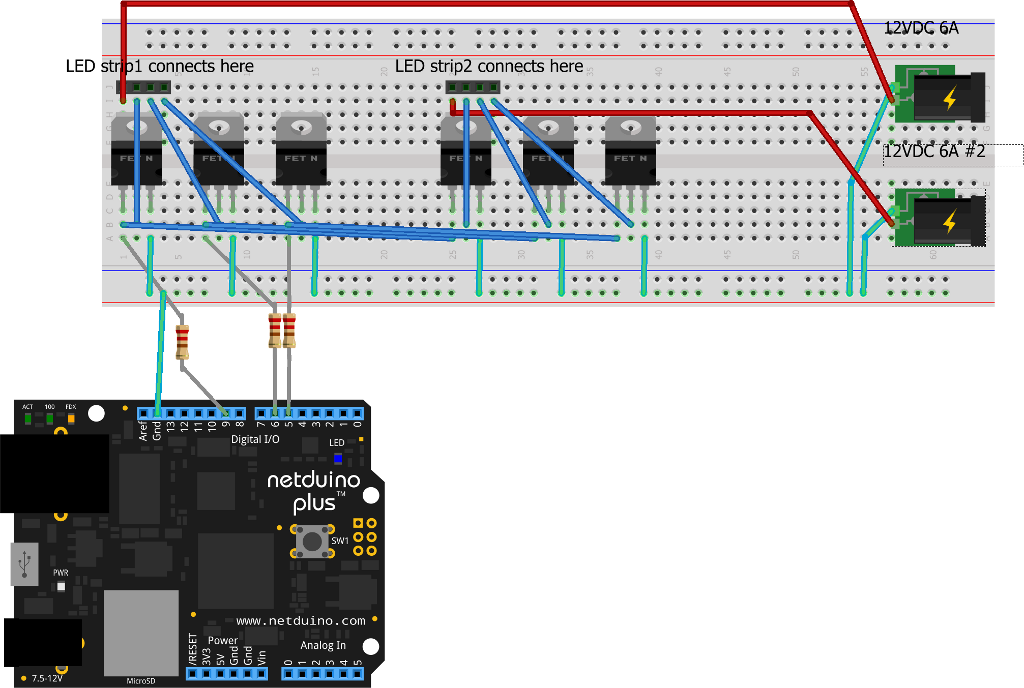 12VDC 6A
LED strip1 connects here
LED strip2 connects here
12VDC 6A #2
FET N
FET N
FET N
FET N
FET N
FET N
ACT 100 FDX
Aref Gnd 13 12 11 10 9 8 7 6 5 4 3 2 1 0
Digital I/O
LED
netduino
plus™
SW1
PWR
www.netduino.com
Power
Analog In
/RESET 3V3 5V Gnd Gnd Vin 0 1 2 3 4 5
7.5-12V
MicroSD